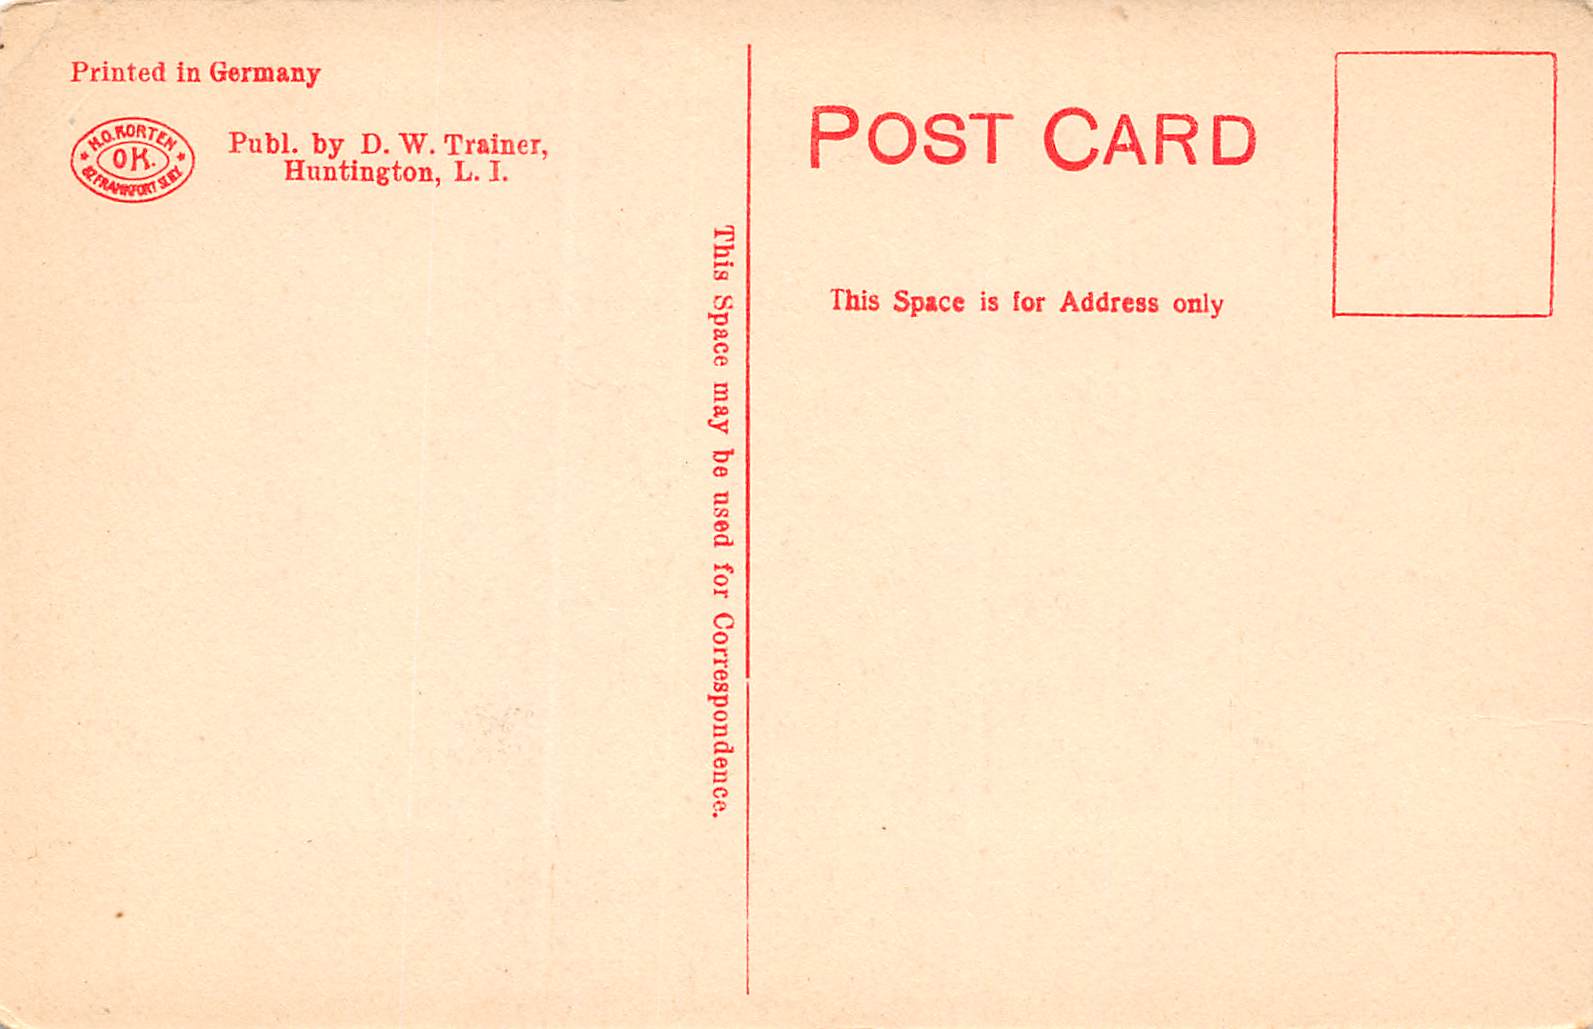 Printed in Germany
H.O. KORTEN
O.K.
FRANKFORT
Publ. by D. W. Trainer,
Huntington, L. I.
This Space may be used for Correspondence.
POST CARD
This Space is for Address only